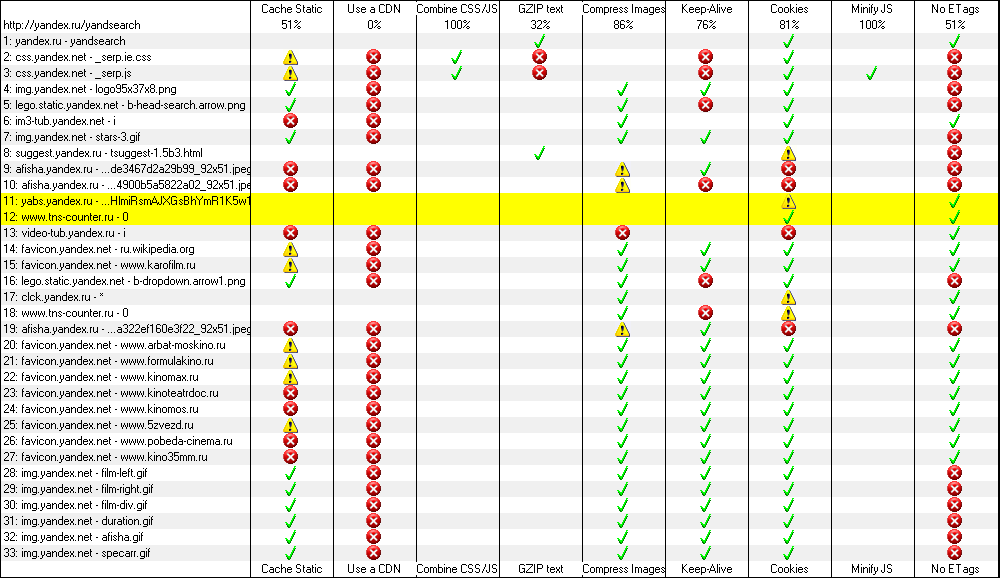 Cache Static Use a CDN Combine CSS/JS GZIP text Compress Images Keep-Alive Cookies Minify JS No ETags
http://yandex.ru/yandsearch 51% 0% 100% 32% 86% 76% 81% 100% 51%
1: yandex.ru - yandsearch
2: css.yandex.net - _serp.ie.css
3: css.yandex.net - _serp.js
4: img.yandex.net - logo95x37x8.png
5: lego.static.yandex.net - b-head-search.arrow.png
6: im3-tub.yandex.net - i
7: img.yandex.net - stars-3.gif
8: suggest.yandex.ru - tsuggest-1.5b3.html
9: afisha.yandex.ru - ...de3467d2a29b99_92x51.jpeg
10: afisha.yandex.ru - ...4900b5a5822a02_92x51.jpe
11: yabs.yandex.ru - ...HImiRsmAJXGsBhYmR1K5w1
12: www.tns-counter.ru - 0
13: video-tub.yandex.ru - i
14: favicon.yandex.net - ru.wikipedia.org
15: favicon.yandex.net - www.karofilm.ru
16: lego.static.yandex.net - b-dropdown.arrow1.png
17: clck.yandex.ru - *
18: www.tns-counter.ru - 0
19: afisha.yandex.ru - ...a322ef160e3f22_92x51.jpeg
20: favicon.yandex.net - www.arbat-moskino.ru
21: favicon.yandex.net - www.formulakino.ru
22: favicon.yandex.net - www.kinomax.ru
23: favicon.yandex.net - www.kinoteatrdoc.ru
24: favicon.yandex.net - www.kinomos.ru
25: favicon.yandex.net - www.5zvezd.ru
26: favicon.yandex.net - www.pobeda-cinema.ru
27: favicon.yandex.net - www.kino35mm.ru
28: img.yandex.net - film-left.gif
29: img.yandex.net - film-right.gif
30: img.yandex.net - film-div.gif
31: img.yandex.net - duration.gif
32: img.yandex.net - afisha.gif
33: img.yandex.net - specarr.gif
Cache Static Use a CDN Combine CSS/JS GZIP text Compress Images Keep-Alive Cookies Minify JS No ETags